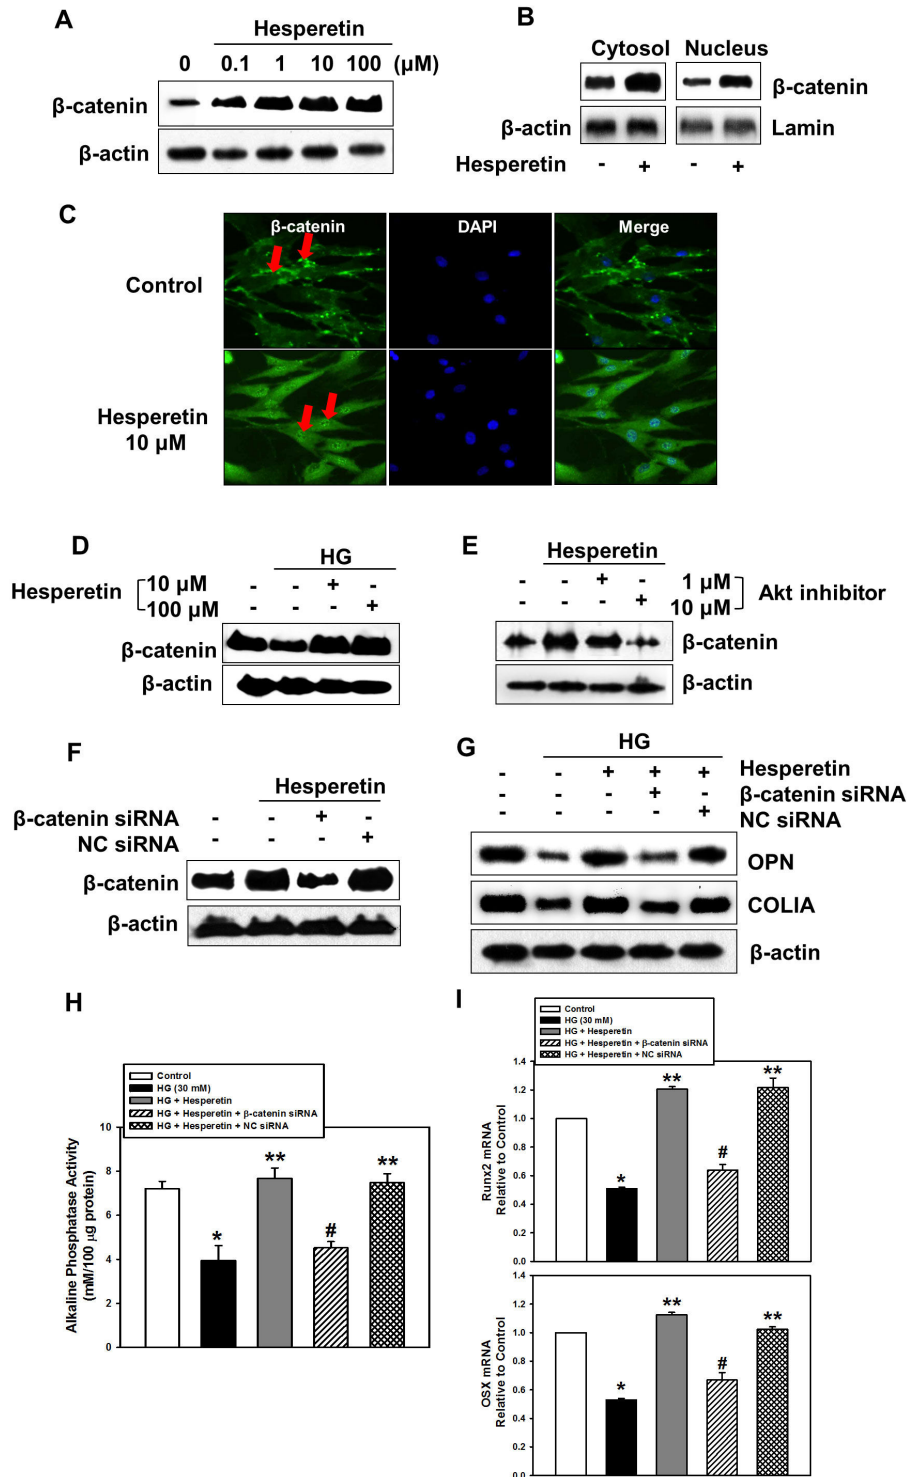 A
Hesperetin
0 0.1 1 10 100 (μM)
β-catenin
β-actin
B
Cytosol Nucleus
β-catenin
β-actin Lamin
Hesperetin - + - +
C
β-catenin DAPI Merge
Control
Hesperetin
10 μM
D
HG
Hesperetin
10 μM - - + -
100 μM - - - +
β-catenin
β-actin
E
Hesperetin
- - + - 1 μM
- - - + 10 μM
Akt inhibitor
β-catenin
β-actin
F
Hesperetin
β-catenin siRNA - - + -
NC siRNA - - - +
β-catenin
β-actin
G
HG
- - + + + Hesperetin
- - - + - β-catenin siRNA
- - - - + NC siRNA
OPN
COLIA
β-actin
H
Control
HG (30 mM)
HG + Hesperetin
HG + Hesperetin + β-catenin siRNA
HG + Hesperetin + NC siRNA
Alkaline Phosphatase Activity
(mM/100 μg protein)
10
8
6
4
2
0
* ** # **
I
Control
HG (30 mM)
HG + Hesperetin
HG + Hesperetin + β-catenin siRNA
HG + Hesperetin + NC siRNA
Runx2 mRNA
Relative to Control
1.4
1.2
1.0
0.8
0.6
0.4
0.2
0.0
* ** # **
OSX mRNA
Relative to Control
1.4
1.2
1.0
0.8
0.6
0.4
0.2
0.0
* ** # **